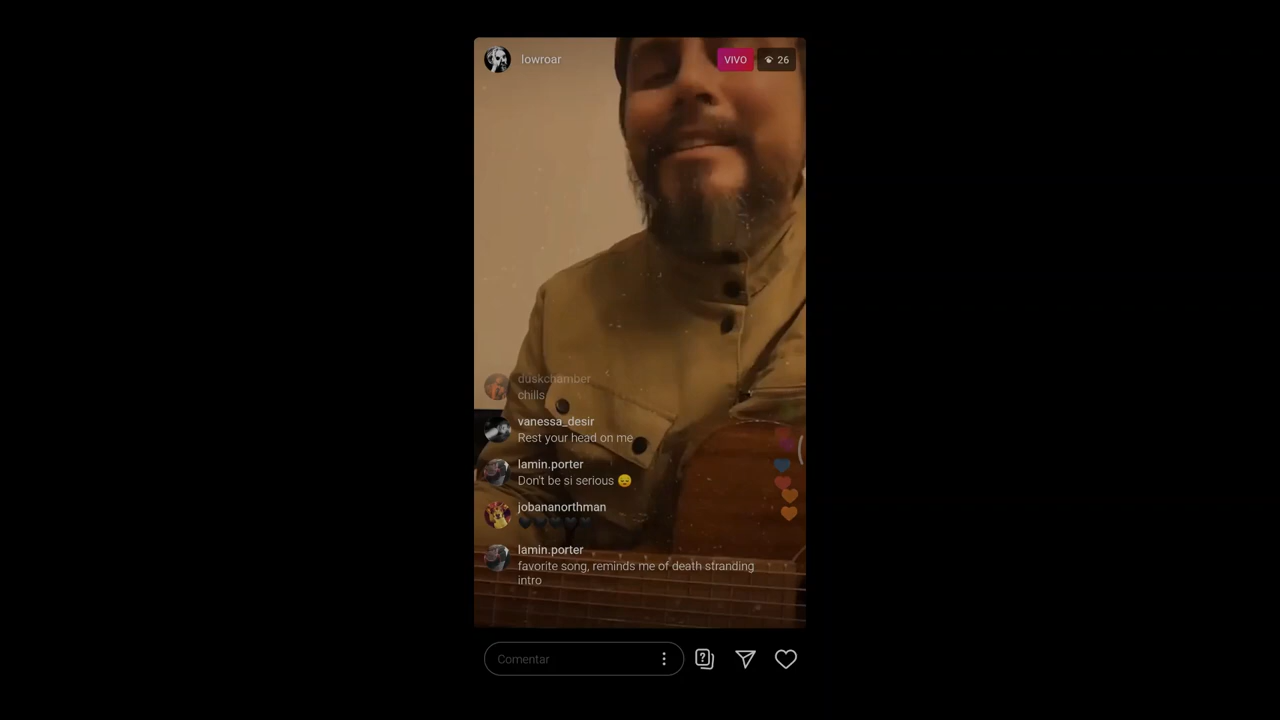 lowroar
VIVO
26
duskchamber
chills
vanessa_desir
Rest your head on me
lamin.porter
Don't be si serious 😔
jobananorthman
🖤🖤🖤🖤🖤
lamin.porter
favorite song, reminds me of death stranding
intro
Comentar